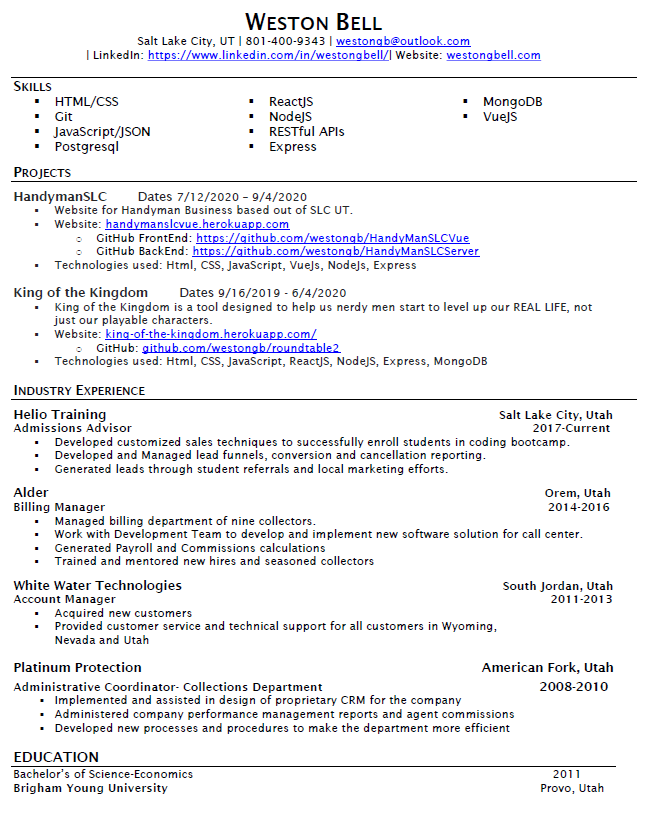 WESTON BELL
Salt Lake City, UT | 801-400-9343 | westongb@outlook.com
| LinkedIn: https://www.linkedin.com/in/westongbell/| Website: westongbell.com
SKILLS
▪ HTML/CSS ▪ ReactJS ▪ MongoDB
▪ Git ▪ NodeJS ▪ VueJS
▪ JavaScript/JSON ▪ RESTful APIs
▪ Postgresql ▪ Express
PROJECTS
HandymanSLC Dates 7/12/2020 – 9/4/2020
▪ Website for Handyman Business based out of SLC UT.
▪ Website: handymanslcvue.herokuapp.com
o GitHub FrontEnd: https://github.com/westongb/HandyManSLCVue
o GitHub BackEnd: https://github.com/westongb/HandyManSLCServer
▪ Technologies used: Html, CSS, JavaScript, VueJs, NodeJs, Express
King of the Kingdom Dates 9/16/2019 - 6/4/2020
▪ King of the Kingdom is a tool designed to help us nerdy men start to level up our REAL LIFE, not
just our playable characters.
▪ Website: king-of-the-kingdom.herokuapp.com/
o GitHub: github.com/westongb/roundtable2
▪ Technologies used: Html, CSS, JavaScript, ReactJS, NodeJS, Express, MongoDB
INDUSTRY EXPERIENCE
Helio Training Salt Lake City, Utah
Admissions Advisor 2017-Current
▪ Developed customized sales techniques to successfully enroll students in coding bootcamp.
▪ Developed and Managed lead funnels, conversion and cancellation reporting.
▪ Generated leads through student referrals and local marketing efforts.
Alder Orem, Utah
Billing Manager 2014-2016
▪ Managed billing department of nine collectors.
▪ Work with Development Team to develop and implement new software solution for call center.
▪ Generated Payroll and Commissions calculations
▪ Trained and mentored new hires and seasoned collectors
White Water Technologies South Jordan, Utah
Account Manager 2011-2013
▪ Acquired new customers
▪ Provided customer service and technical support for all customers in Wyoming,
Nevada and Utah
Platinum Protection American Fork, Utah
Administrative Coordinator- Collections Department 2008-2010
▪ Implemented and assisted in design of proprietary CRM for the company
▪ Administered company performance management reports and agent commissions
▪ Developed new processes and procedures to make the department more efficient
EDUCATION
Bachelor's of Science-Economics 2011
Brigham Young University Provo, Utah